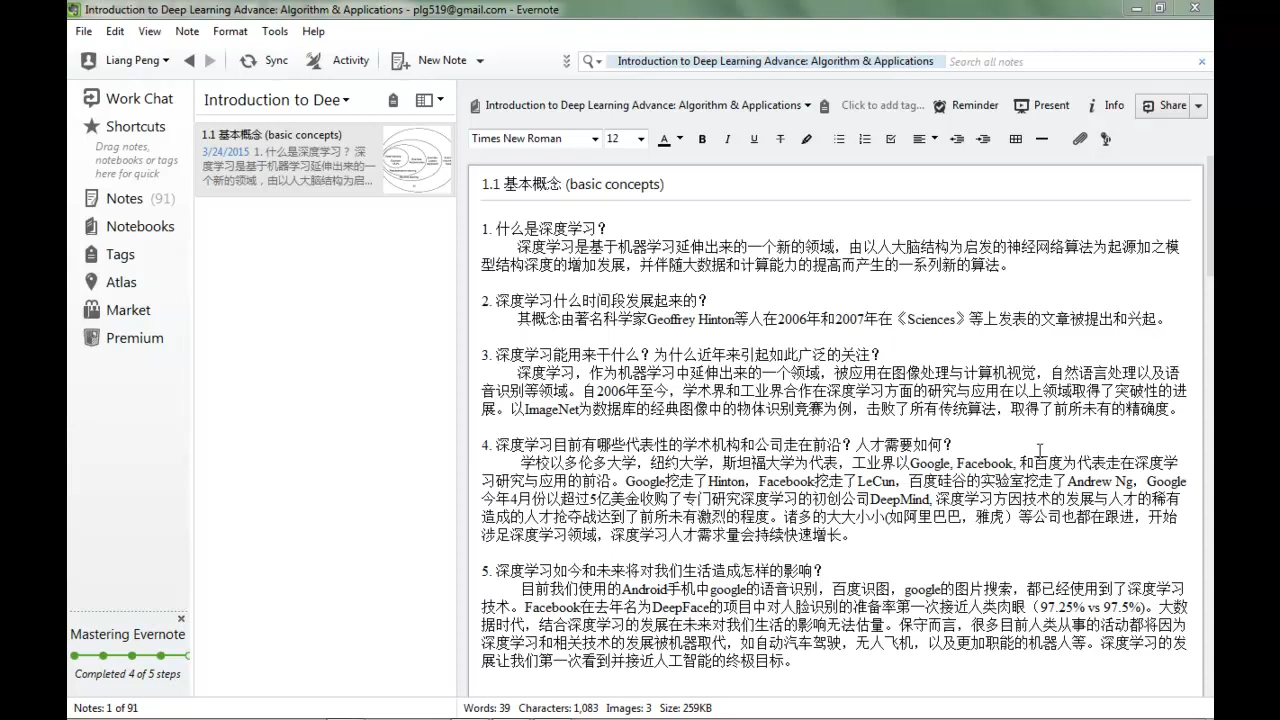 Introduction to Deep Learning Advance: Algorithm & Applications - plg519@gmail.com - Evernote
File Edit View Note Format Tools Help
Liang Peng Sync Activity New Note Introduction to Deep Learning Advance: Algorithm & Applications Search all notes
Work Chat
Shortcuts
Drag notes,
notebooks or tags
here for quick
Notes (91)
Notebooks
Tags
Atlas
Market
Premium
Mastering Evernote
Completed 4 of 5 steps
Introduction to Dee
1.1 基本概念 (basic concepts)
3/24/2015 1. 什么是深度学习？ 深
度学习是基于机器学习延伸出来的一
个新的领域，由以人大脑结构为启...
Introduction to Deep Learning Advance: Algorithm & Applications Click to add tag... Reminder Present Info Share
Times New Roman 12 A B I U T
1.1 基本概念 (basic concepts)
1. 什么是深度学习？
深度学习是基于机器学习延伸出来的一个新的领域，由以人大脑结构为启发的神经网络算法为起源加之模
型结构深度的增加发展，并伴随大数据和计算能力的提高而产生的一系列新的算法。
2. 深度学习什么时间段发展起来的？
其概念由著名科学家Geoffrey Hinton等人在2006年和2007年在《Sciences》等上发表的文章被提出和兴起。
3. 深度学习能用来干什么？为什么近年来引起如此广泛的关注？
深度学习，作为机器学习中延伸出来的一个领域，被应用在图像处理与计算机视觉，自然语言处理以及语
音识别等领域。自2006年至今，学术界和工业界合作在深度学习方面的研究与应用在以上领域取得了突破性的进
展。以ImageNet为数据库的经典图像中的物体识别竞赛为例，击败了所有传统算法，取得了前所未有的精确度。
4. 深度学习目前有哪些代表性的学术机构和公司走在前沿？人才需要如何？
学校以多伦多大学，纽约大学，斯坦福大学为代表，工业界以Google, Facebook, 和百度为代表走在深度学
习研究与应用的前沿。Google挖走了Hinton，Facebook挖走了LeCun，百度硅谷的实验室挖走了Andrew Ng，Google
今年4月份以超过5亿美金收购了专门研究深度学习的初创公司DeepMind, 深度学习方因技术的发展与人才的稀有
造成的人才抢夺战达到了前所未有激烈的程度。诸多的大大小小(如阿里巴巴，雅虎）等公司也都在跟进，开始
涉足深度学习领域，深度学习人才需求量会持续快速增长。
5. 深度学习如今和未来将对我们生活造成怎样的影响？
目前我们使用的Android手机中google的语音识别，百度识图，google的图片搜索，都已经使用到了深度学习
技术。Facebook在去年名为DeepFace的项目中对人脸识别的准备率第一次接近人类肉眼（97.25% vs 97.5%)。大数
据时代，结合深度学习的发展在未来对我们生活的影响无法估量。保守而言，很多目前人类从事的活动都将因为
深度学习和相关技术的发展被机器取代，如自动汽车驾驶，无人飞机，以及更加职能的机器人等。深度学习的发
展让我们第一次看到并接近人工智能的终极目标。
Notes: 1 of 91 Words: 39 Characters: 1,083 Images: 3 Size: 259KB